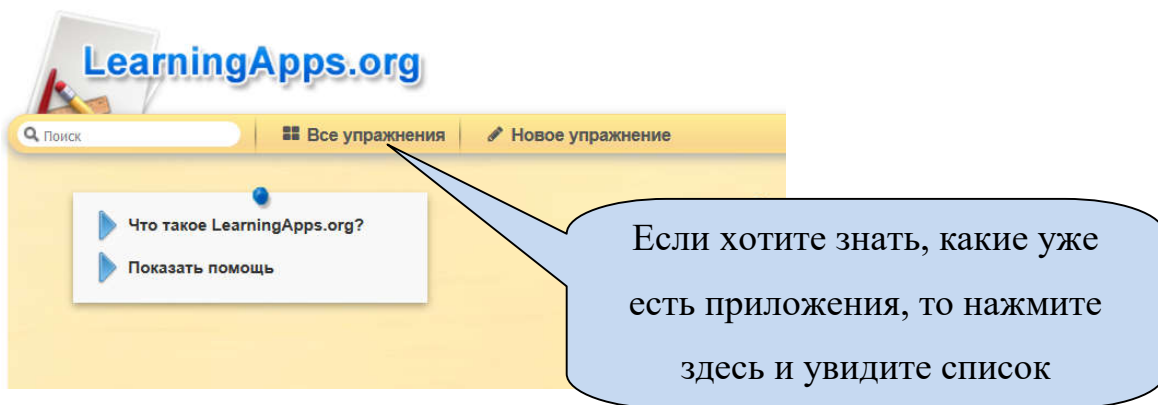 LearningApps.org
Поиск
Все упражнения
Новое упражнение
Что такое LearningApps.org?
Показать помощь
Если хотите знать, какие уже
есть приложения, то нажмите
здесь и увидите список